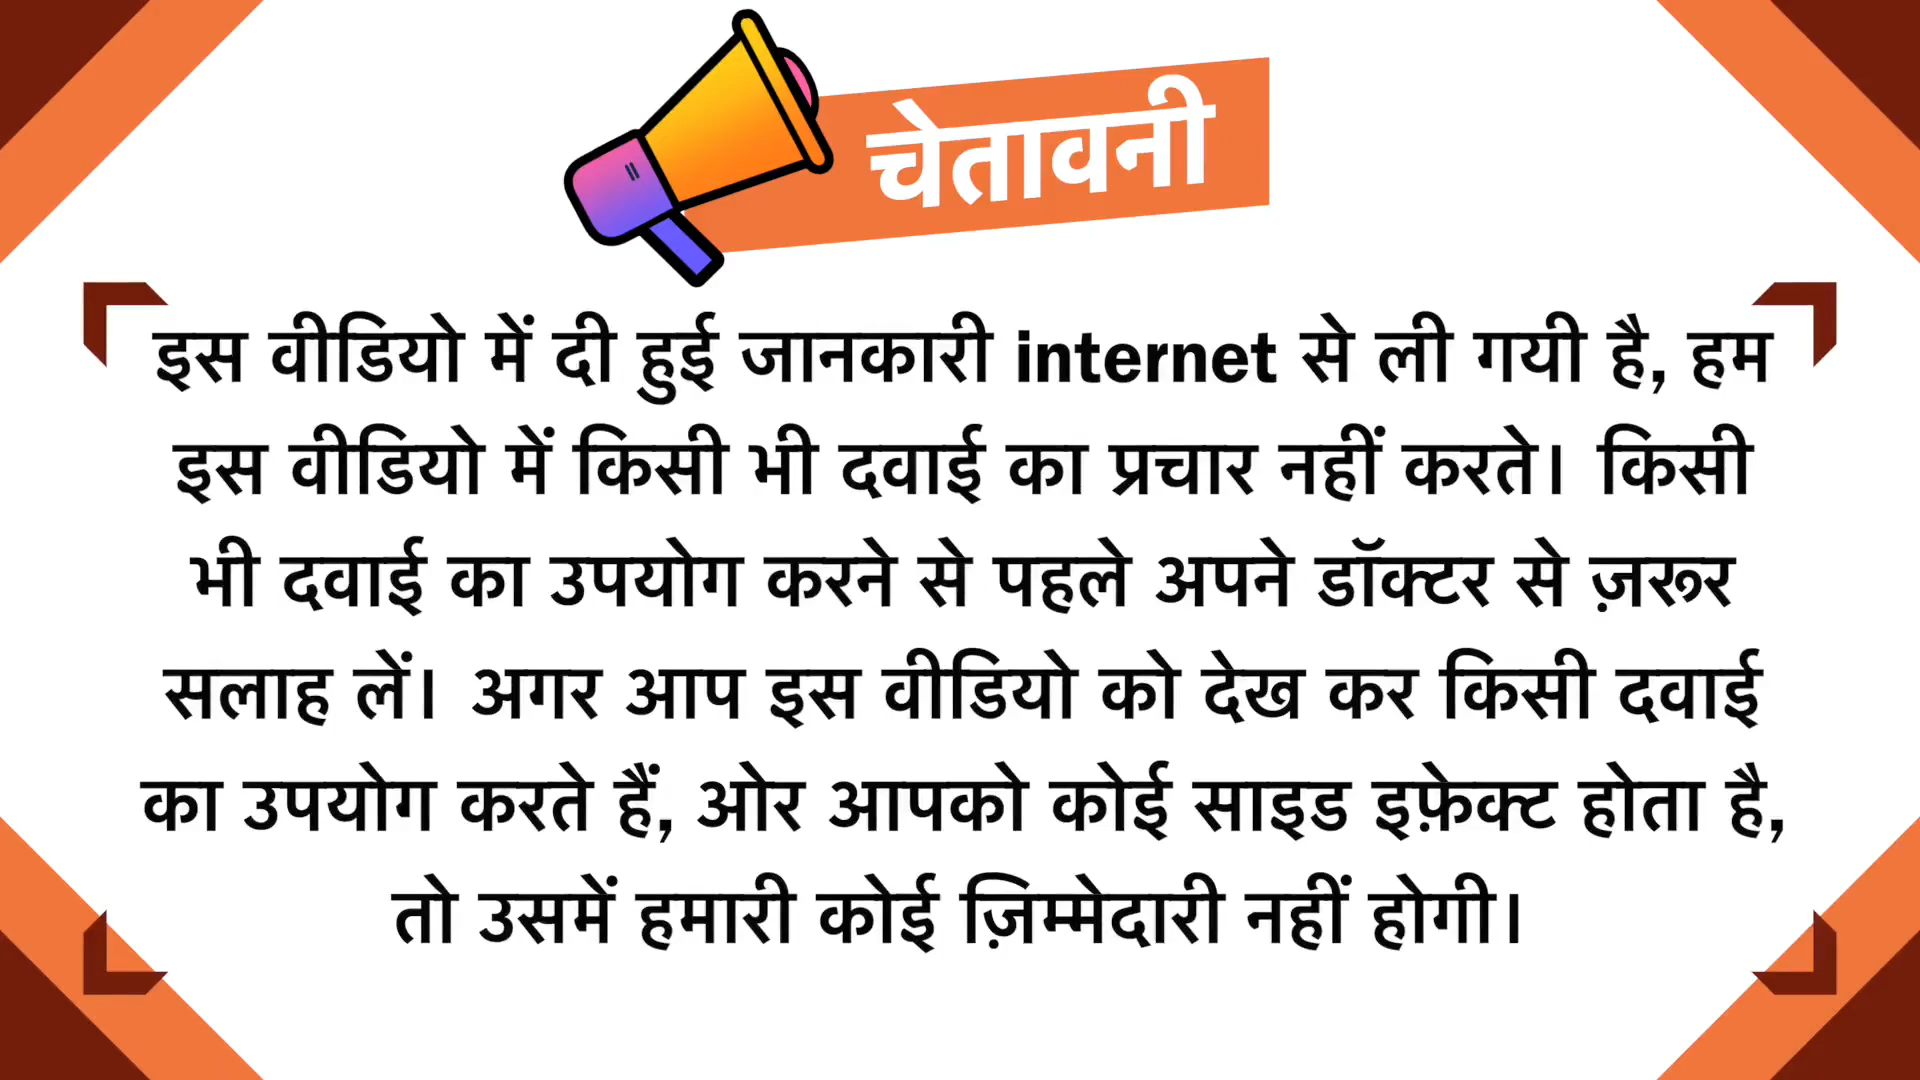 चेतावनी
इस वीडियो में दी हुई जानकारी internet से ली गयी है, हम
इस वीडियो में किसी भी दवाई का प्रचार नहीं करते। किसी
भी दवाई का उपयोग करने से पहले अपने डॉक्टर से ज़रूर
सलाह लें। अगर आप इस वीडियो को देख कर किसी दवाई
का उपयोग करते हैं, ओर आपको कोई साइड इफ़ेक्ट होता है,
तो उसमें हमारी कोई ज़िम्मेदारी नहीं होगी।